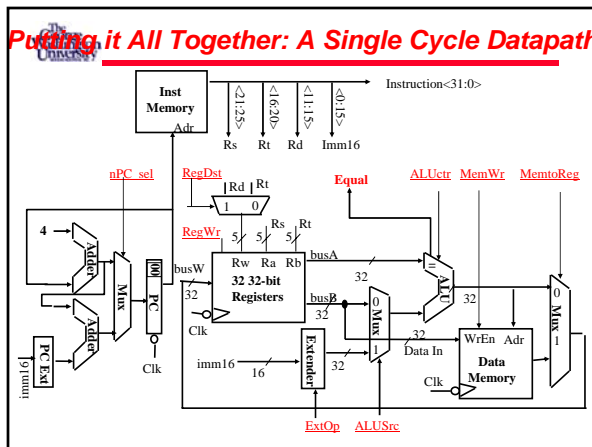 The
University
Putting it All Together: A Single Cycle Datapath
Inst
Memory
Adr
Instruction<31:0>
<21:25>
<16:20>
<11:15>
<0:15>
Rs
Rt
Rd
Imm16
nPC_sel
RegDst
Rd
Rt
1
0
Equal
ALUctr
MemWr
MemtoReg
RegWr
5
5
Rs
5
Rt
4
Adder
Adder
Mux
00
PC
Clk
PC Ext
imm16
busW
32
Clk
Rw
Ra
Rb
32 32-bit
Registers
busA
32
busB
32
0
Mux
1
=
ALU
32
0
Mux
1
imm16
16
Extender
32
32
Data In
WrEn
Adr
Data
Memory
Clk
ExtOp
ALUSrc